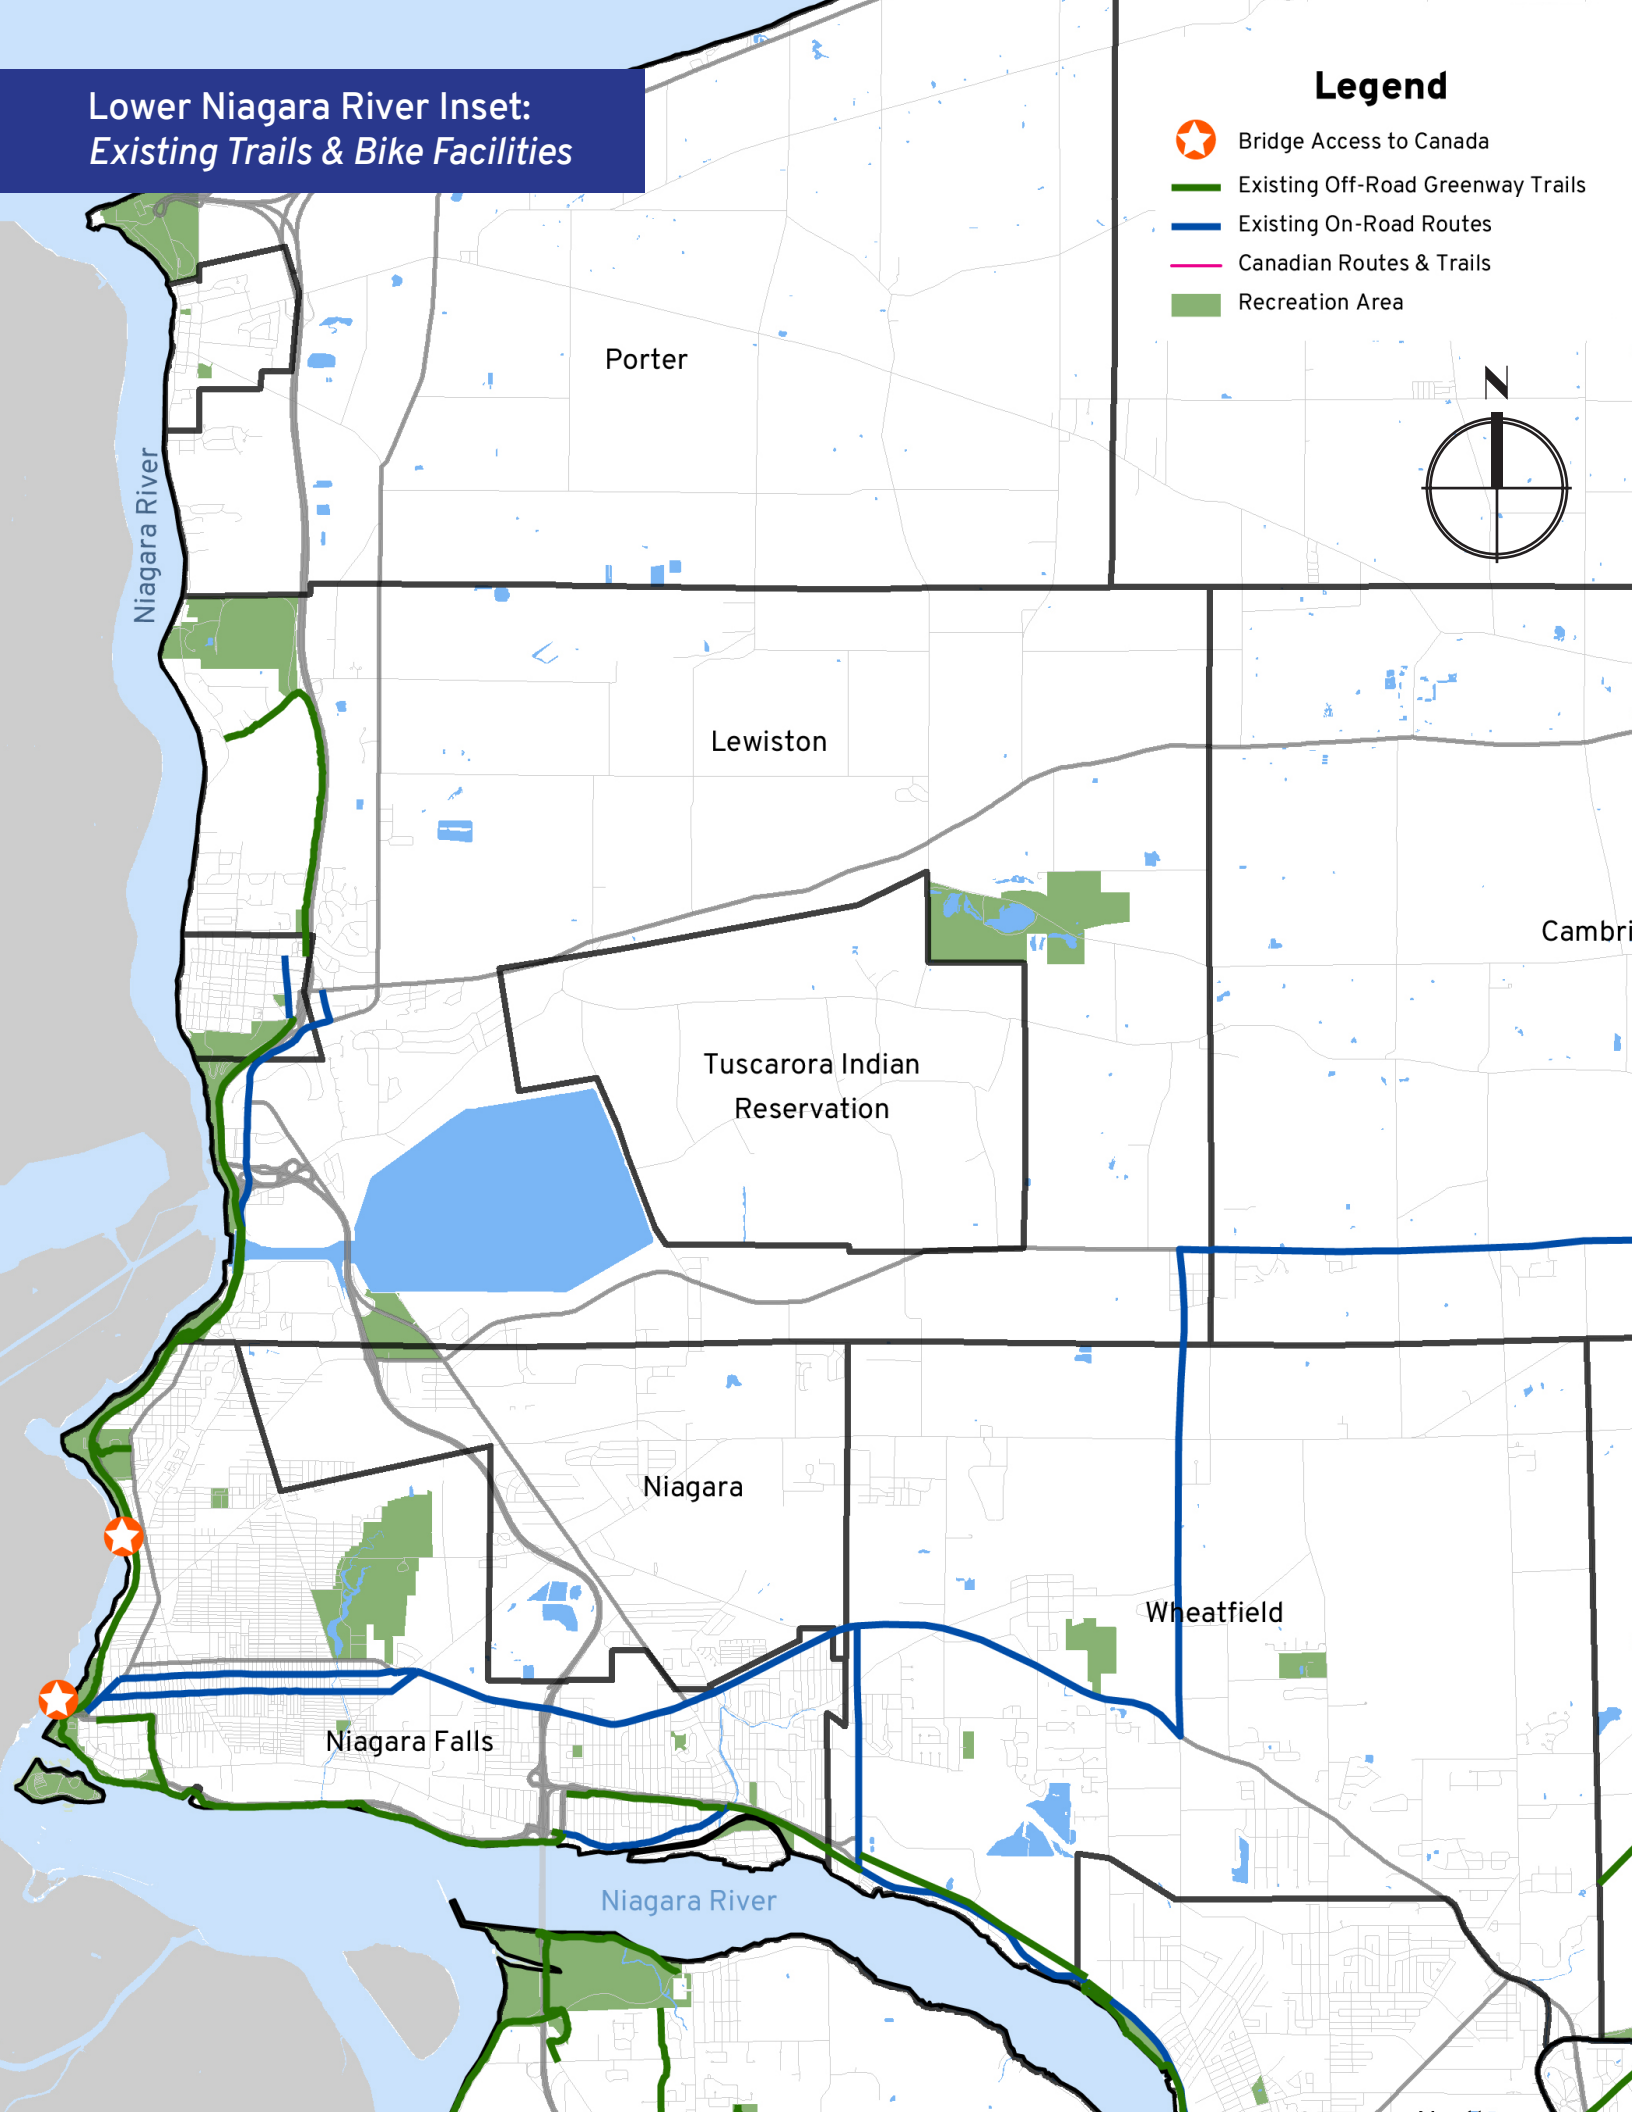 Lower Niagara River Inset:
Existing Trails & Bike Facilities
Legend
Bridge Access to Canada
Existing Off-Road Greenway Trails
Existing On-Road Routes
Canadian Routes & Trails
Recreation Area
N
Porter
Niagara River
Lewiston
Cambri
Tuscarora Indian
Reservation
Niagara
Wheatfield
Niagara Falls
Niagara River